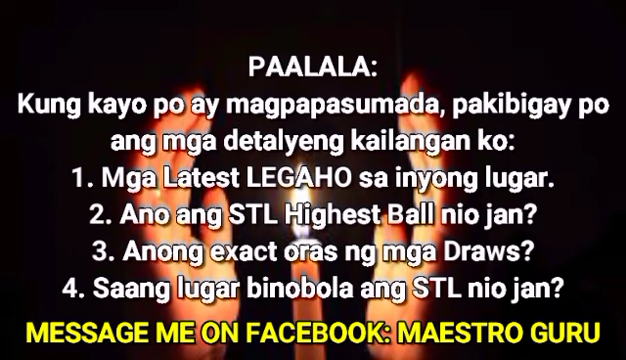 PAALALA:
Kung kayo po ay magpapasumada, pakibigay po
ang mga detalyeng kailangan ko:
1. Mga Latest LEGAHO sa inyong lugar.
2. Ano ang STL Highest Ball nio jan?
3. Anong exact oras ng mga Draws?
4. Saang lugar binobola ang STL nio jan?
MESSAGE ME ON FACEBOOK: MAESTRO GURU